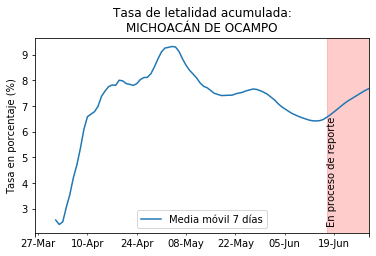 Tasa de letalidad acumulada:
MICHOACÁN DE OCAMPO
Tasa en porcentaje (%)
9
8
7
6
5
4
3
En proceso de reporte
Media móvil 7 días
27-Mar 10-Apr 24-Apr 08-May 22-May 05-Jun 19-Jun